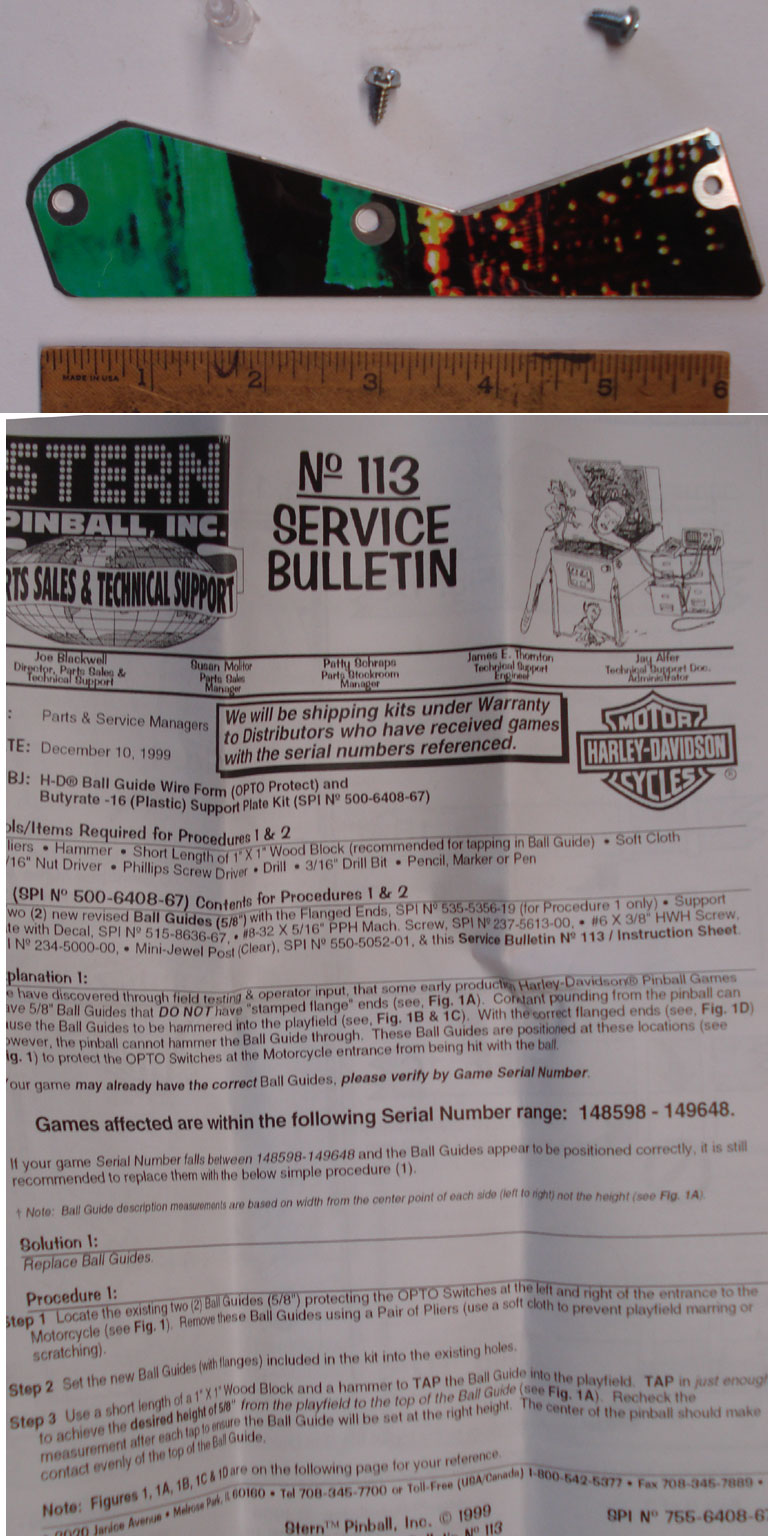 MADE IN USA 1 2 3 4 5 6
STERN™
PINBALL, INC.
RTS SALES & TECHNICAL SUPPORT
Nº 113
SERVICE
BULLETIN
Joe Blackwell
Director, Parts Sales &
Technical Support
Susan Molitor
Parts Sales
Manager
Patty Schraps
Parts Stockroom
Manager
James E. Thornton
Technical Support
Engineer
Jay Alfer
Technical Support Doc.
Administrator
: Parts & Service Managers
TE: December 10, 1999
We will be shipping kits under Warranty
to Distributors who have received games
with the serial numbers referenced.
MOTOR
HARLEY-DAVIDSON
CYCLES®
BJ: H-D® Ball Guide Wire Form (OPTO Protect) and
Butyrate -16 (Plastic) Support Plate Kit (SPI Nº 500-6408-67)
ols/Items Required for Procedures 1 & 2
liers • Hammer • Short Length of 1" X 1" Wood Block (recommended for tapping in Ball Guide) • Soft Cloth
/16" Nut Driver • Phillips Screw Driver • Drill • 3/16" Drill Bit • Pencil, Marker or Pen
(SPI Nº 500-6408-67) Contents for Procedures 1 & 2
wo (2) new revised Ball Guides (5/8") with the Flanged Ends, SPI Nº 535-5356-19 (for Procedure 1 only) • Support
te with Decal, SPI Nº 515-8636-67, • #8-32 X 5/16" PPH Mach. Screw, SPI Nº 237-5613-00, • #6 X 3/8" HWH Screw,
I Nº 234-5000-00, • Mini-Jewel Post (Clear), SPI Nº 550-5052-01, & this Service Bulletin Nº 113 / Instruction Sheet.
planation 1:
e have discovered through field testing & operator input, that some early production Harley-Davidson® Pinball Games
ave 5/8" Ball Guides that DO NOT have "stamped flange" ends (see, Fig. 1A). Constant pounding from the pinball can
use the Ball Guides to be hammered into the playfield (see, Fig. 1B & 1C). With the correct flanged ends (see, Fig. 1D)
owever, the pinball cannot hammer the Ball Guide through. These Ball Guides are positioned at these locations (see
ig. 1) to protect the OPTO Switches at the Motorcycle entrance from being hit with the ball.
our game may already have the correct Ball Guides, please verify by Game Serial Number.
Games affected are within the following Serial Number range: 148598 - 149648.
If your game Serial Number falls between 148598-149648 and the Ball Guides appear to be positioned correctly, it is still
recommended to replace them with the below simple procedure (1).
† Note: Ball Guide description measurements are based on width from the center point of each side (left to right) not the height (see Fig. 1A).
Solution 1:
Replace Ball Guides.
Procedure 1:
Step 1 Locate the existing two (2) Ball Guides (5/8") protecting the OPTO Switches at the left and right of the entrance to the
Motorcycle (see Fig. 1). Remove these Ball Guides using a Pair of Pliers (use a soft cloth to prevent playfield marring or
scratching).
Step 2 Set the new Ball Guides (with flanges) included in the kit into the existing holes.
Step 3 Use a short length of a 1" X 1" Wood Block and a hammer to TAP the Ball Guide into the playfield. TAP in just enough
to achieve the desired height of 5/8" from the playfield to the top of the Ball Guide (see Fig. 1A). Recheck the
measurement after each tap to ensure the Ball Guide will be set at the right height. The center of the pinball should make
contact evenly of the top of the Ball Guide.
Note: Figures 1, 1A, 1B, 1C & 1D are on the following page for your reference.
2020 Janice Avenue • Melrose Park, IL 60160 • Tel 708-345-7700 or Toll-Free (USA/Canada) 1-800-542-5377 • Fax 708-345-7889 •
Stern™ Pinball, Inc. © 1999
Nº 113
SPI Nº 755-6408-6